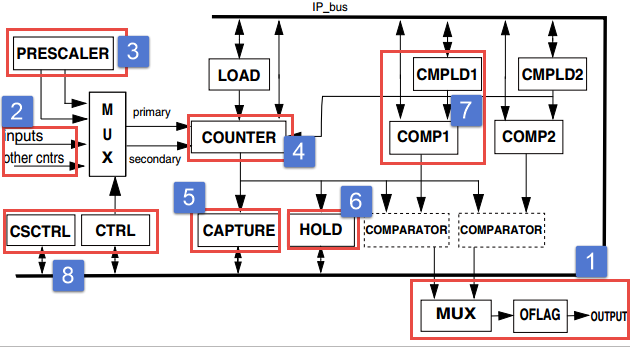 IP_bus
PRESCALER
3
LOAD
CMPLD1
CMPLD2
2
inputs
other cntrs
M
U
X
primary
secondary
COUNTER
4
7
COMP1
COMP2
5
6
CSCTRL
CTRL
CAPTURE
HOLD
COMPARATOR
COMPARATOR
8
1
MUX
OFLAG
OUTPUT